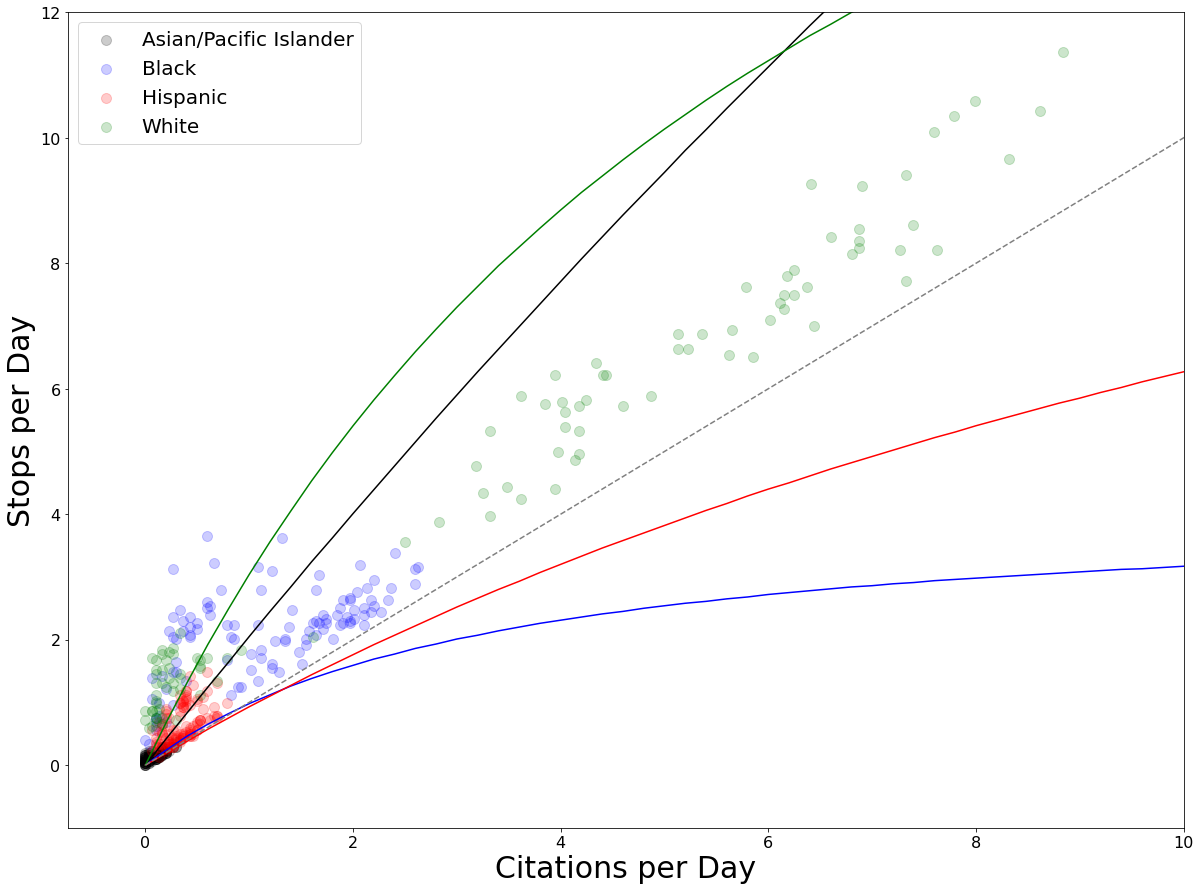 12
10
8
6
4
2
0
Stops per Day
Asian/Pacific Islander
Black
Hispanic
White
0 2 4 6 8 10
Citations per Day